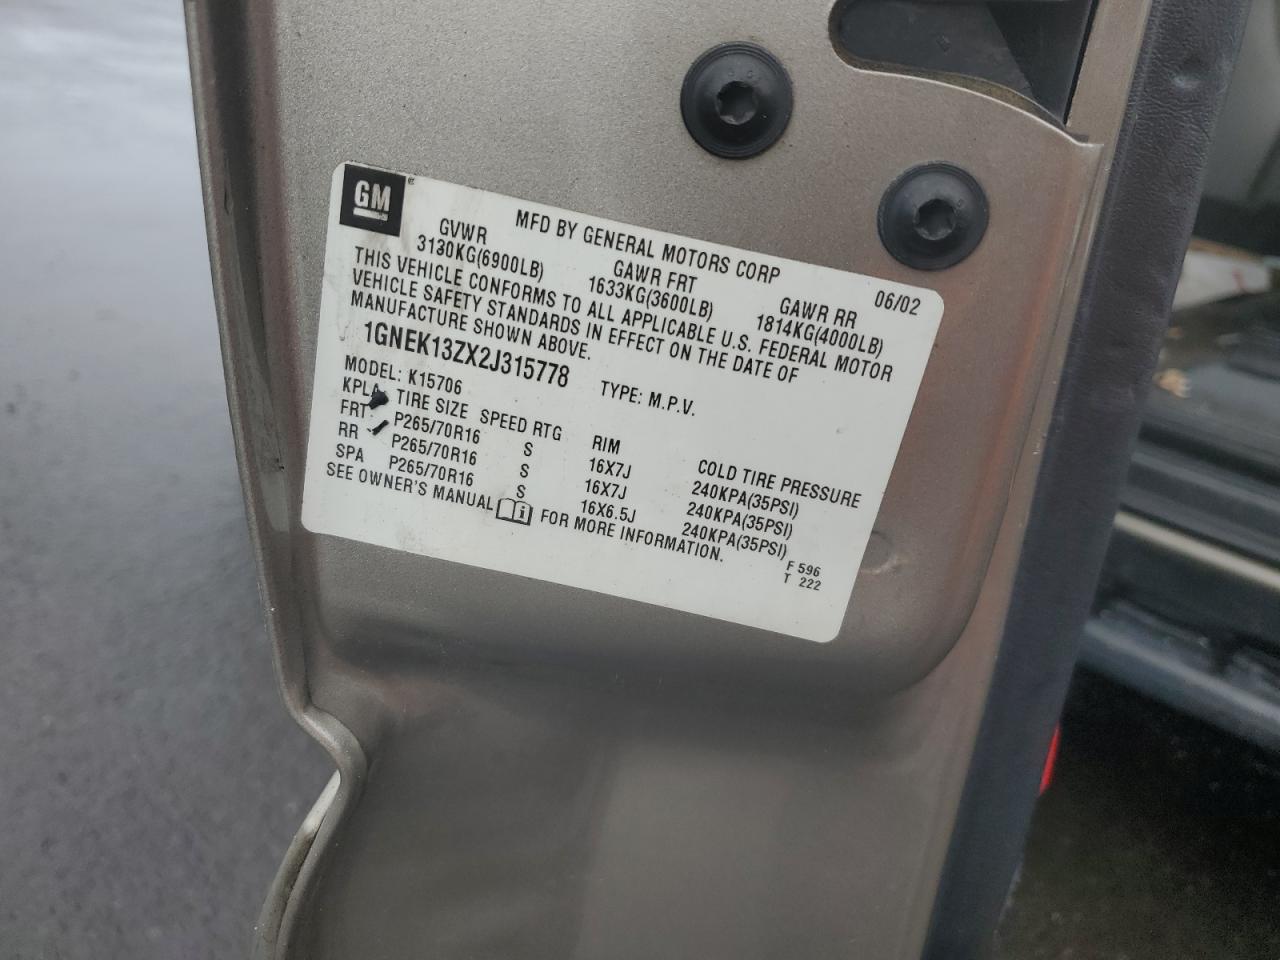 GM
MFD BY GENERAL MOTORS CORP 06/02
GVWR GAWR FRT GAWR RR
3130KG(6900LB) 1633KG(3600LB) 1814KG(4000LB)
THIS VEHICLE CONFORMS TO ALL APPLICABLE U.S. FEDERAL MOTOR
VEHICLE SAFETY STANDARDS IN EFFECT ON THE DATE OF
MANUFACTURE SHOWN ABOVE.
1GNEK13ZX2J315778 TYPE: M.P.V.
MODEL: K15706
KPLA TIRE SIZE SPEED RTG RIM COLD TIRE PRESSURE
FRT P265/70R16 S 16X7J 240KPA(35PSI)
RR P265/70R16 S 16X7J 240KPA(35PSI)
SPA P265/70R16 S 16X6.5J 240KPA(35PSI)
SEE OWNER'S MANUAL i FOR MORE INFORMATION.
F 596
T 222